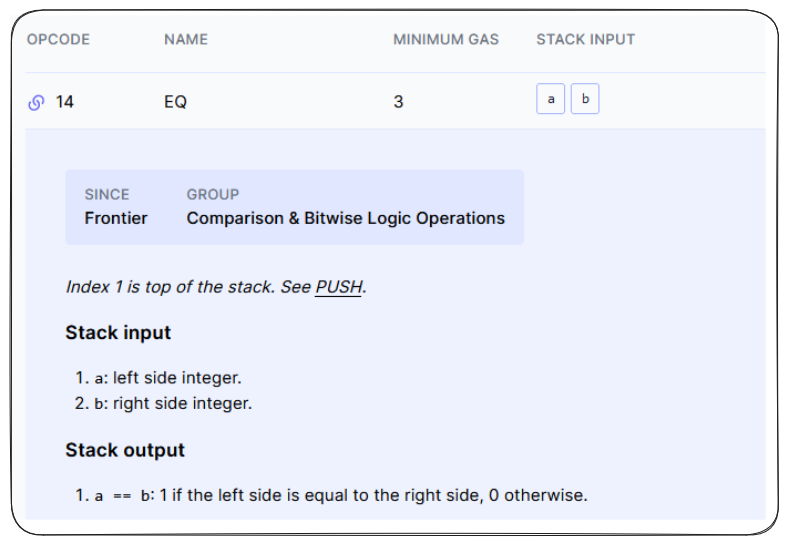 OPCODE NAME MINIMUM GAS STACK INPUT
14 EQ 3 a b
SINCE GROUP
Frontier Comparison & Bitwise Logic Operations
Index 1 is top of the stack. See PUSH.
Stack input
1. a: left side integer.
2. b: right side integer.
Stack output
1. a == b: 1 if the left side is equal to the right side, 0 otherwise.